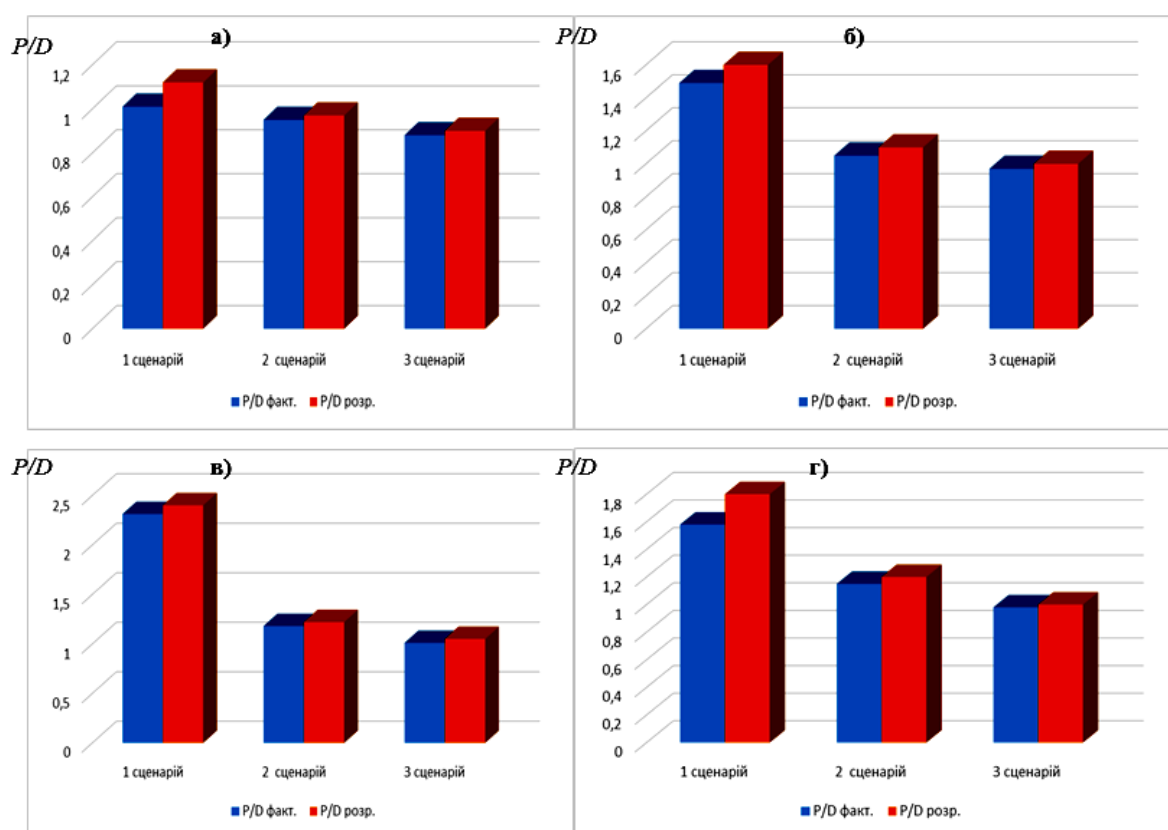 а)
P/D
1,2
1
0,8
0,6
0,4
0,2
0
1 сценарій 2 сценарій 3 сценарій
P/D факт. P/D розр.
б)
P/D
1,6
1,4
1,2
1
0,8
0,6
0,4
0,2
0
1 сценарій 2 сценарій 3 сценарій
P/D факт. P/D розр.
в)
P/D
2,5
2
1,5
1
0,5
0
1 сценарій 2 сценарій 3 сценарій
P/D факт. P/D розр.
г)
P/D
1,8
1,6
1,4
1,2
1
0,8
0,6
0,4
0,2
0
1 сценарій 2 сценарій 3 сценарій
P/D факт. P/D розр.